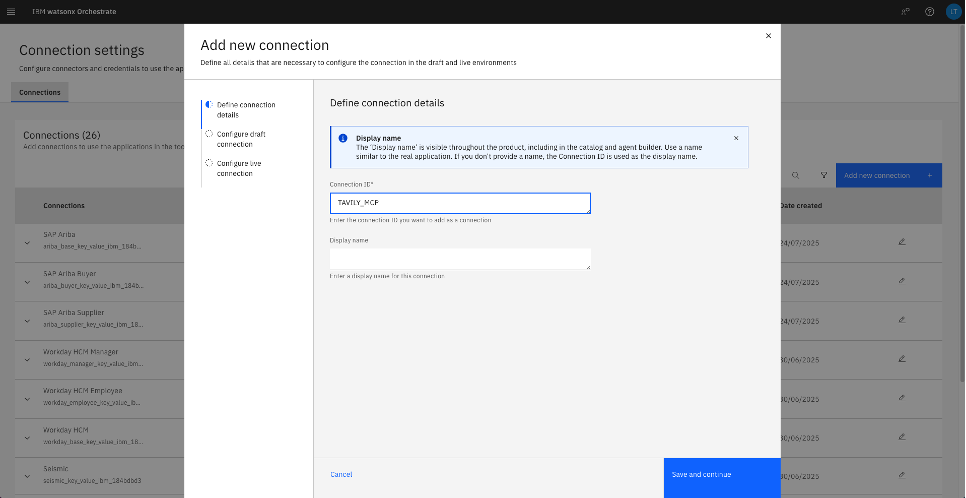 IBM watsonx Orchestrate
LT
Connection settings
Configure connectors and credentials to use the ap
Connections
Connections (26)
Add connections to use the applications in the too
Add new connection +
Connections
Date created
SAP Ariba
ariba_base_key_value_ibm_184b...
24/07/2025
SAP Ariba Buyer
ariba_buyer_key_value_ibm_184...
24/07/2025
SAP Ariba Supplier
ariba_supplier_key_value_ibm_18...
24/07/2025
Workday HCM Manager
workday_manager_key_value_ibm...
30/06/2025
Workday HCM Employee
workday_employee_key_value_ib...
30/06/2025
Workday HCM
workday_base_key_value_ibm_18...
30/06/2025
Seismic
seismic_key_value_ibm_184bdbd3
30/06/2025
Add new connection
Define all details that are necessary to configure the connection in the draft and live environments
Define connection
details
Configure draft
connection
Configure live
connection
Define connection details
Display name
The 'Display name' is visible throughout the product, including in the catalog and agent builder. Use a name
similar to the real application. If you don't provide a name, the Connection ID is used as the display name.
Connection ID*
TAVILY_MCP
Enter the connection ID you want to add as a connection
Display name
Enter a display name for this connection
Cancel
Save and continue